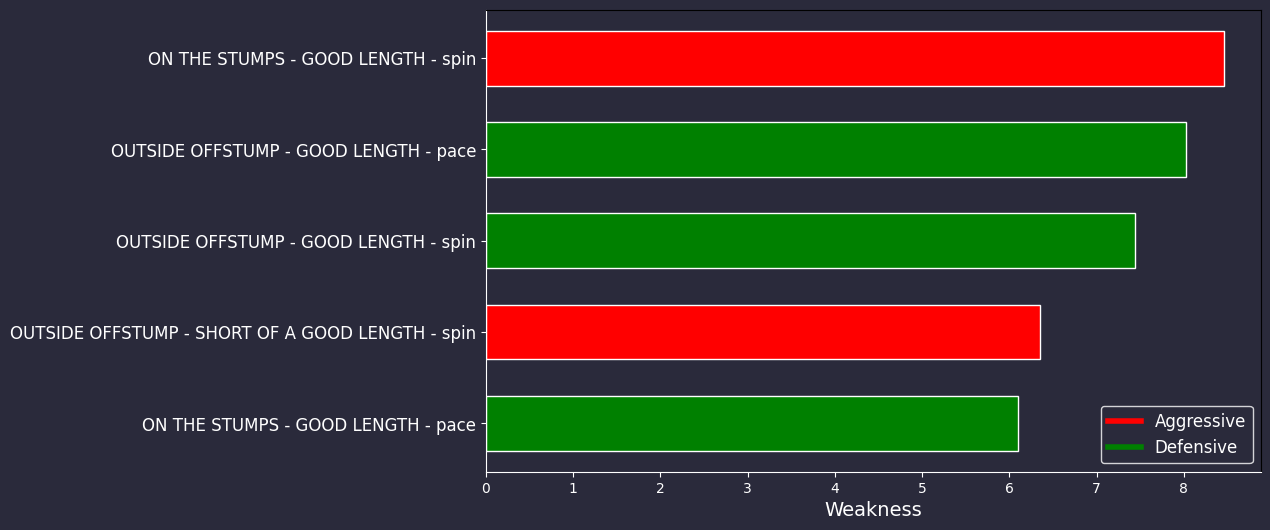 ON THE STUMPS - GOOD LENGTH - spin
OUTSIDE OFFSTUMP - GOOD LENGTH - pace
OUTSIDE OFFSTUMP - GOOD LENGTH - spin
OUTSIDE OFFSTUMP - SHORT OF A GOOD LENGTH - spin
ON THE STUMPS - GOOD LENGTH - pace
Aggressive
Defensive
0 1 2 3 4 5 6 7 8
Weakness